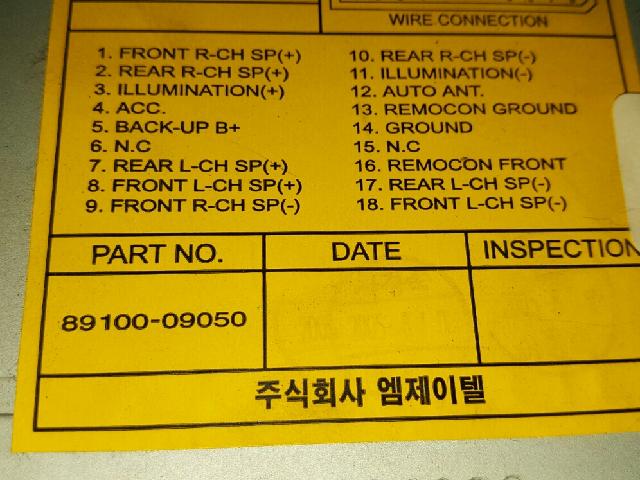 WIRE CONNECTION
1. FRONT R-CH SP(+)
2. REAR R-CH SP(+)
3. ILLUMINATION(+)
4. ACC.
5. BACK-UP B+
6. N.C
7. REAR L-CH SP(+)
8. FRONT L-CH SP(+)
9. FRONT R-CH SP(-)
10. REAR R-CH SP(-)
11. ILLUMINATION(-)
12. AUTO ANT.
13. REMOCON GROUND
14. GROUND
15. N.C
16. REMOCON FRONT
17. REAR L-CH SP(-)
18. FRONT L-CH SP(-)
PART NO. DATE INSPECTION
89100-09050
주식회사 엠제이텔